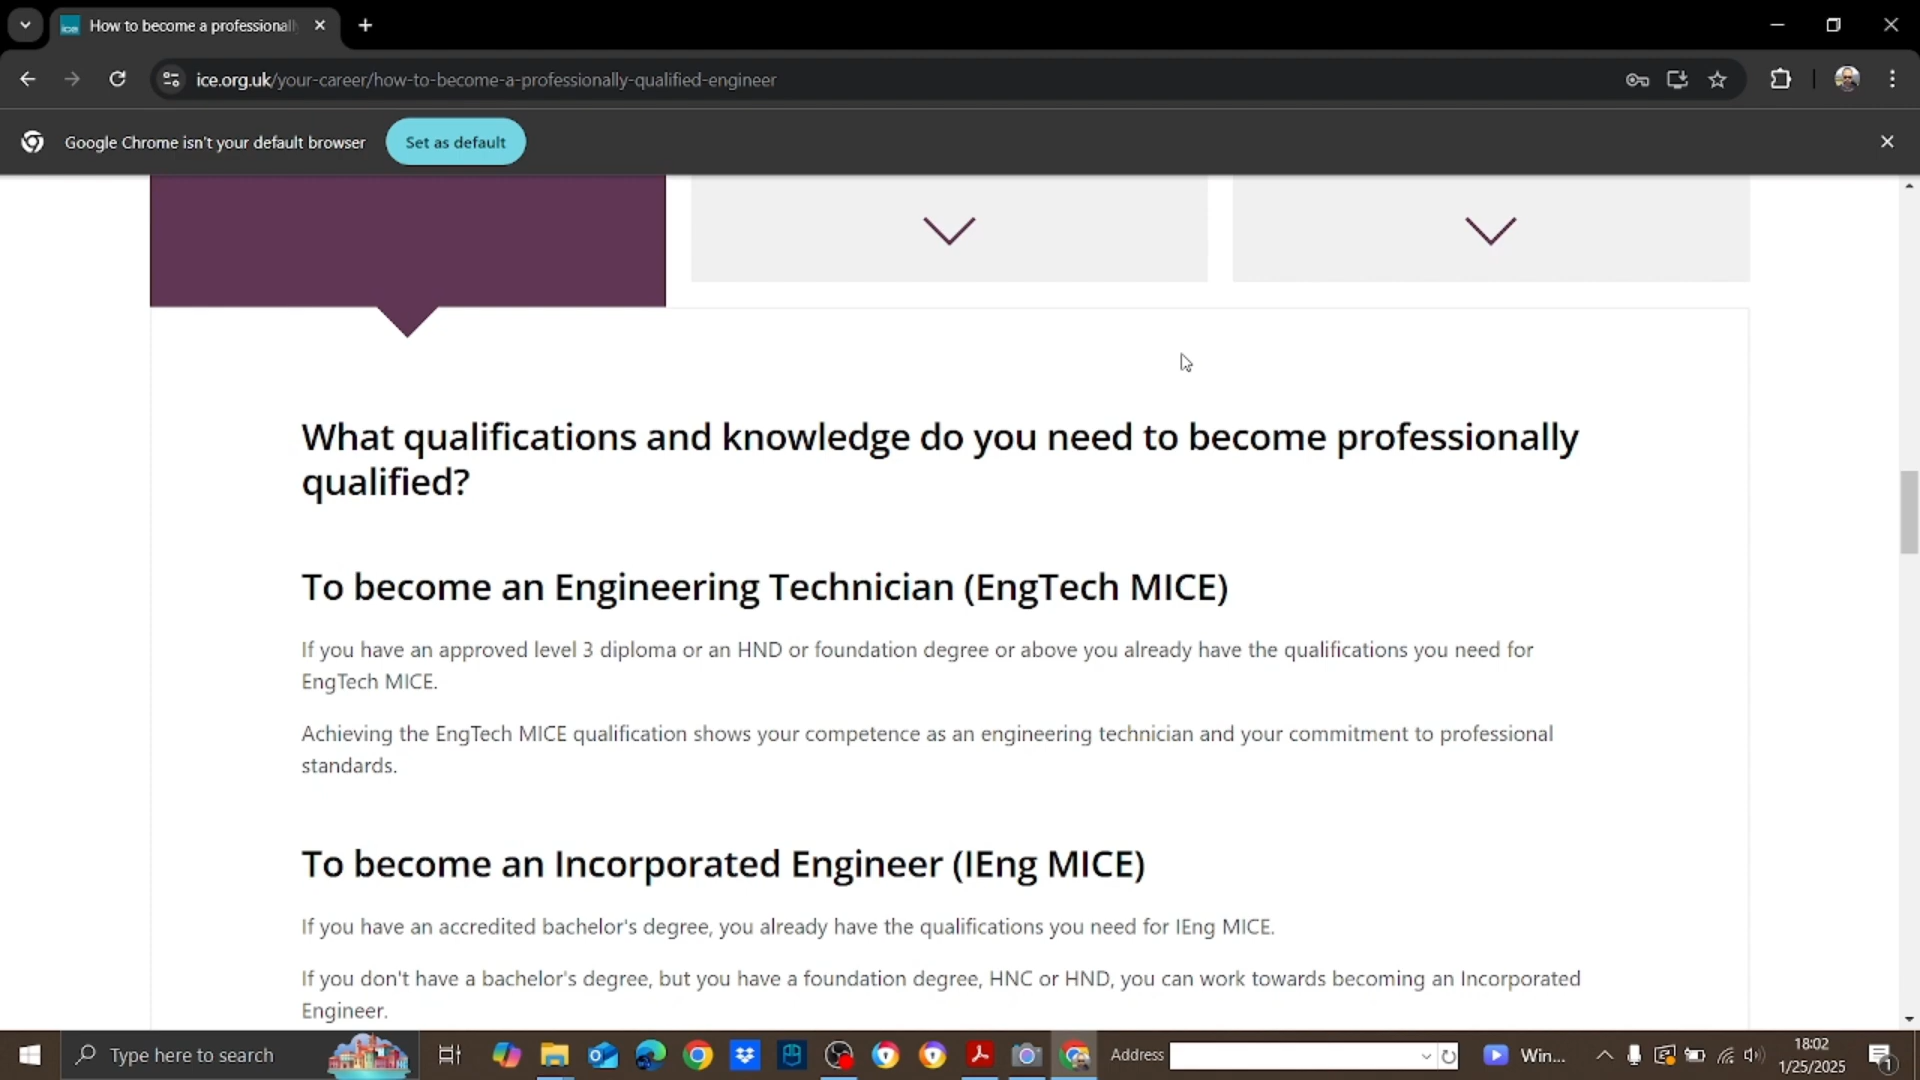 How to become a professionall
ice.org.uk/your-career/how-to-become-a-professionally-qualified-engineer
Google Chrome isn't your default browser
Set as default
What qualifications and knowledge do you need to become professionally
qualified?
To become an Engineering Technician (EngTech MICE)
If you have an approved level 3 diploma or an HND or foundation degree or above you already have the qualifications you need for
EngTech MICE.
Achieving the EngTech MICE qualification shows your competence as an engineering technician and your commitment to professional
standards.
To become an Incorporated Engineer (IEng MICE)
If you have an accredited bachelor's degree, you already have the qualifications you need for IEng MICE.
If you don't have a bachelor's degree, but you have a foundation degree, HNC or HND, you can work towards becoming an Incorporated
Engineer.
Type here to search
Address
Win...
18:02
1/25/2025
1